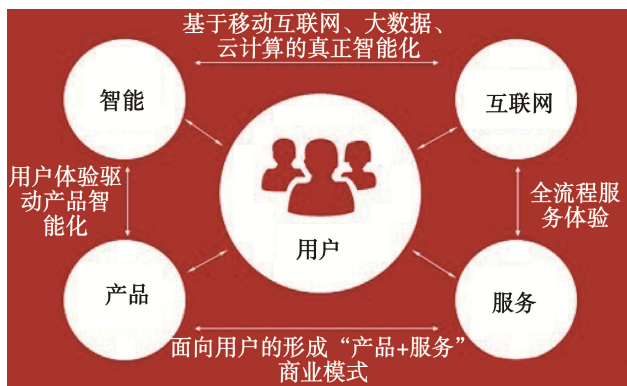 基于移动互联网、大数据、
云计算的真正智能化
智能
互联网
用户体验驱
动产品智
能化
用户
全流程服
务体验
产品
服务
面向用户的形成“产品+服务”
商业模式